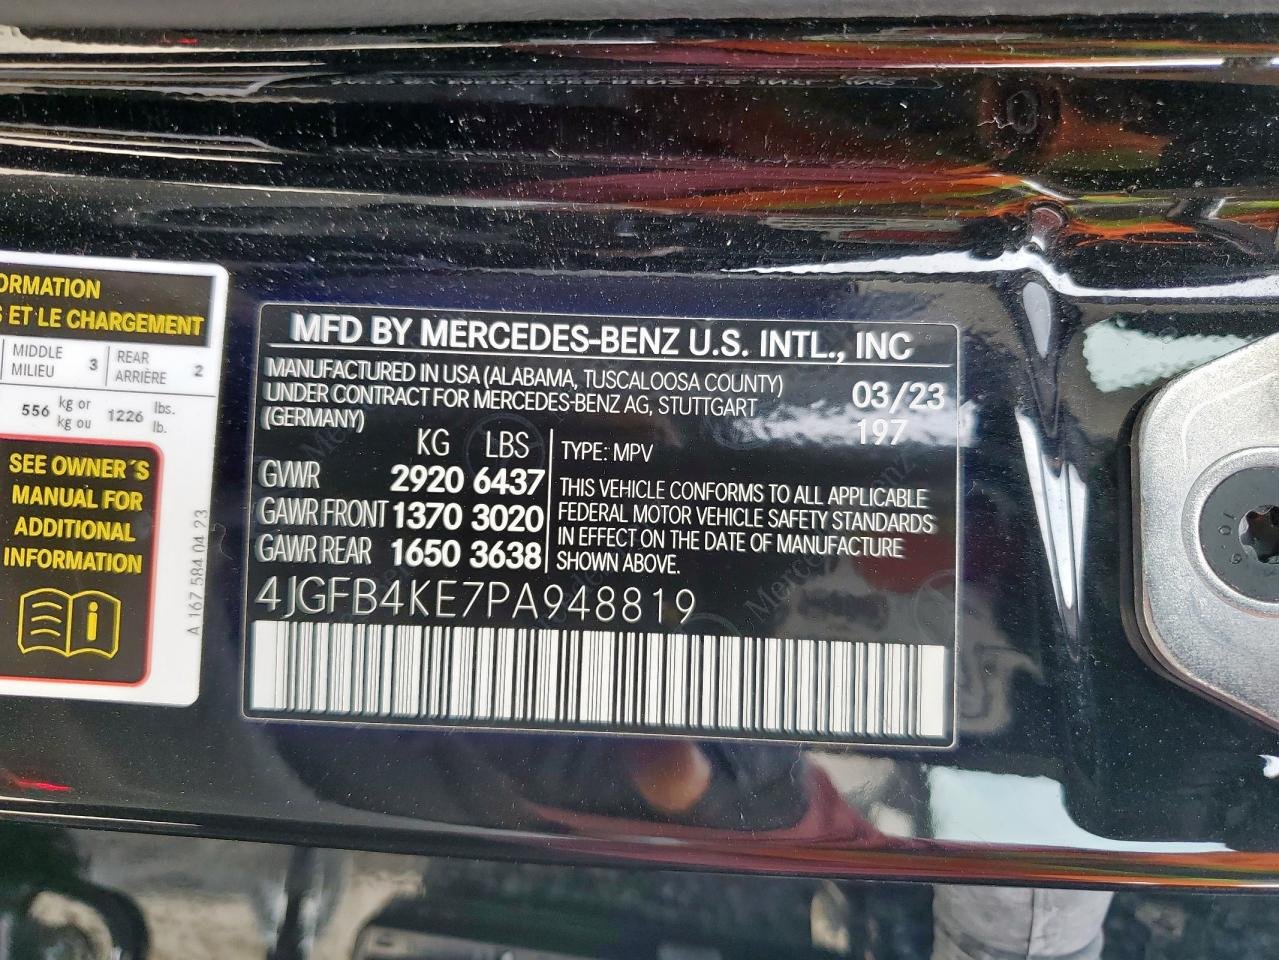 ORMATION
S ET LE CHARGEMENT
MIDDLE
MILIEU
3
REAR
ARRIÈRE
2
556 kg or 1226 lbs.
kg ou lb.
SEE OWNER´S
MANUAL FOR
ADDITIONAL
INFORMATION
A 167 584 04 23
MFD BY MERCEDES-BENZ U.S. INTL., INC
MANUFACTURED IN USA (ALABAMA, TUSCALOOSA COUNTY)
UNDER CONTRACT FOR MERCEDES-BENZ AG, STUTTGART
(GERMANY)
03/23
197
KG LBS
GVWR 2920 6437
GAWR FRONT 1370 3020
GAWR REAR 1650 3638
TYPE: MPV
THIS VEHICLE CONFORMS TO ALL APPLICABLE
FEDERAL MOTOR VEHICLE SAFETY STANDARDS
IN EFFECT ON THE DATE OF MANUFACTURE
SHOWN ABOVE.
4JGFB4KE7PA948819